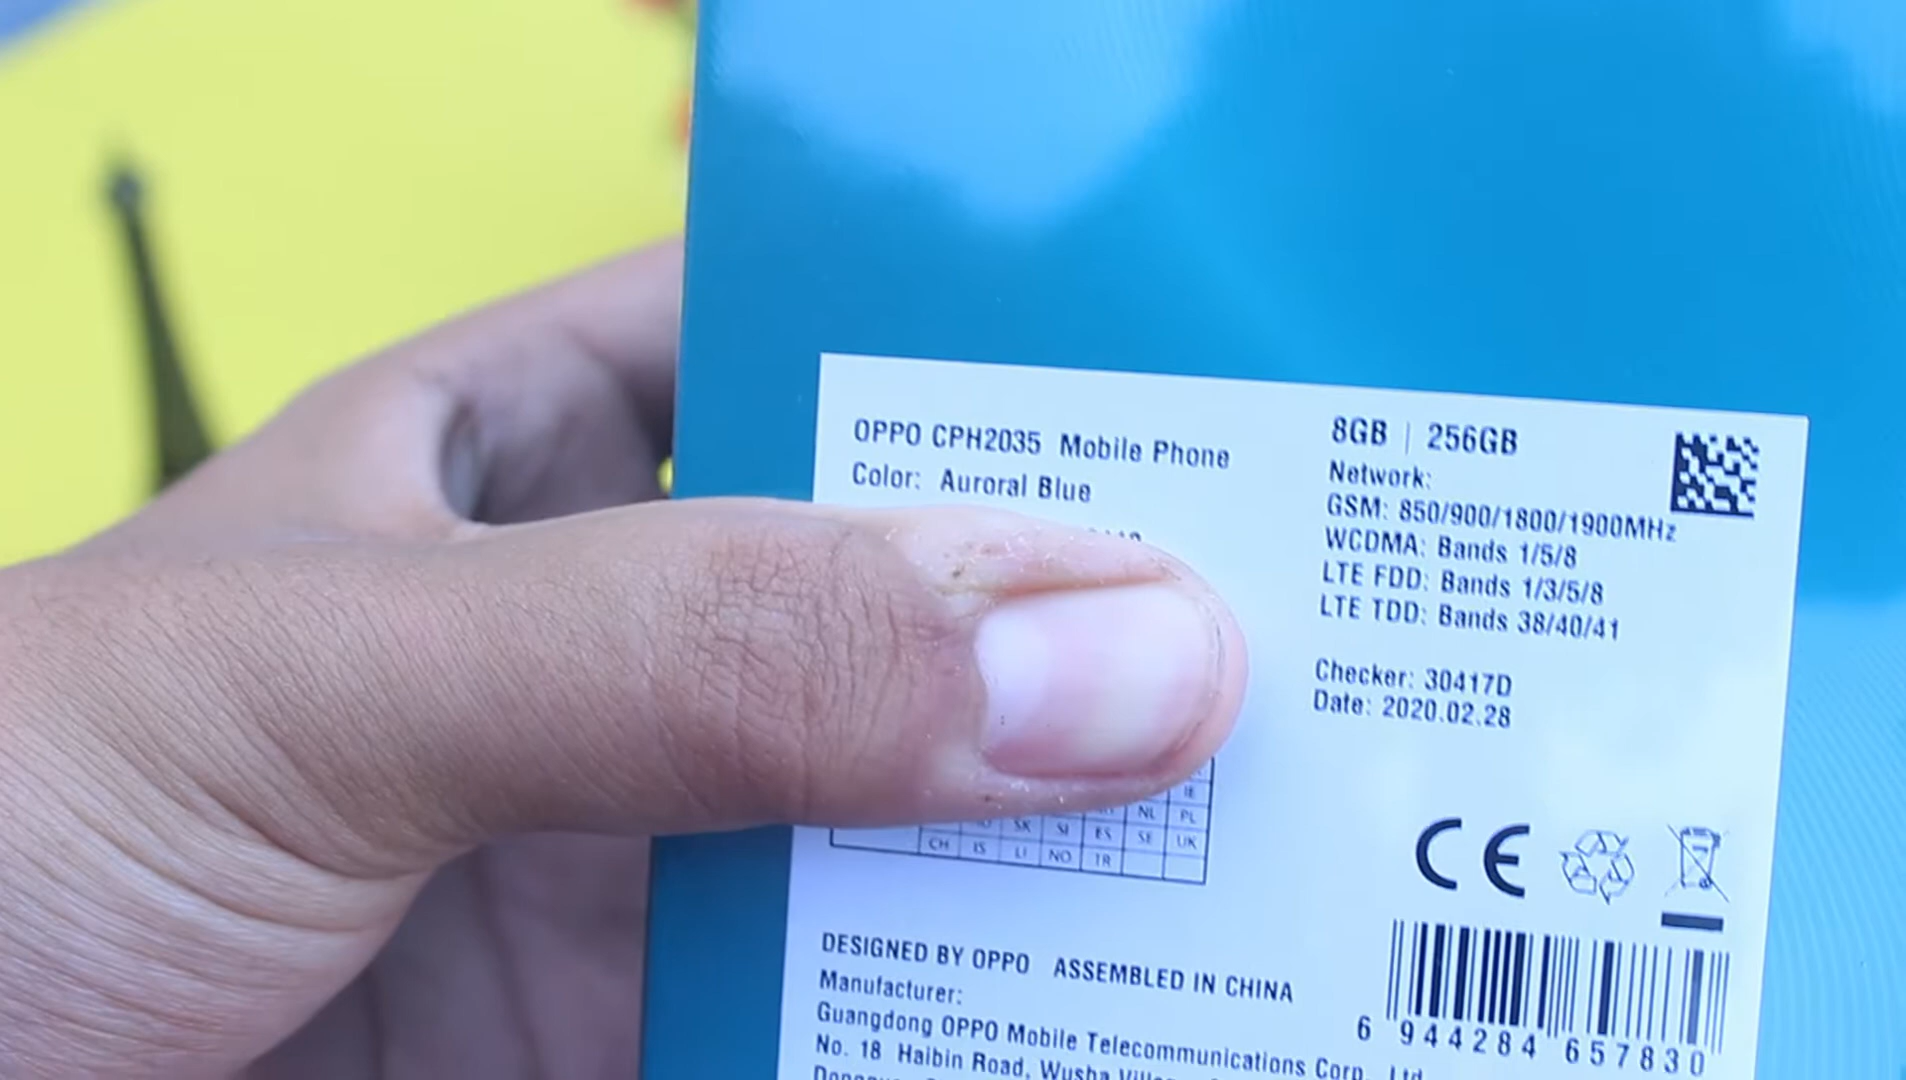 OPPO CPH2035 Mobile Phone
Color: Auroral Blue
8GB | 256GB
Network:
GSM: 850/900/1800/1900MHz
WCDMA: Bands 1/5/8
LTE FDD: Bands 1/3/5/8
LTE TDD: Bands 38/40/41
Checker: 30417D
Date: 2020.02.28
IE
NL PL
SK SI ES SE UK
CH IS LI NO TR
CE
DESIGNED BY OPPO ASSEMBLED IN CHINA
Manufacturer:
Guangdong OPPO Mobile Telecommunications Corp., Ltd
No. 18 Haibin Road, Wusha
6 944284 657830